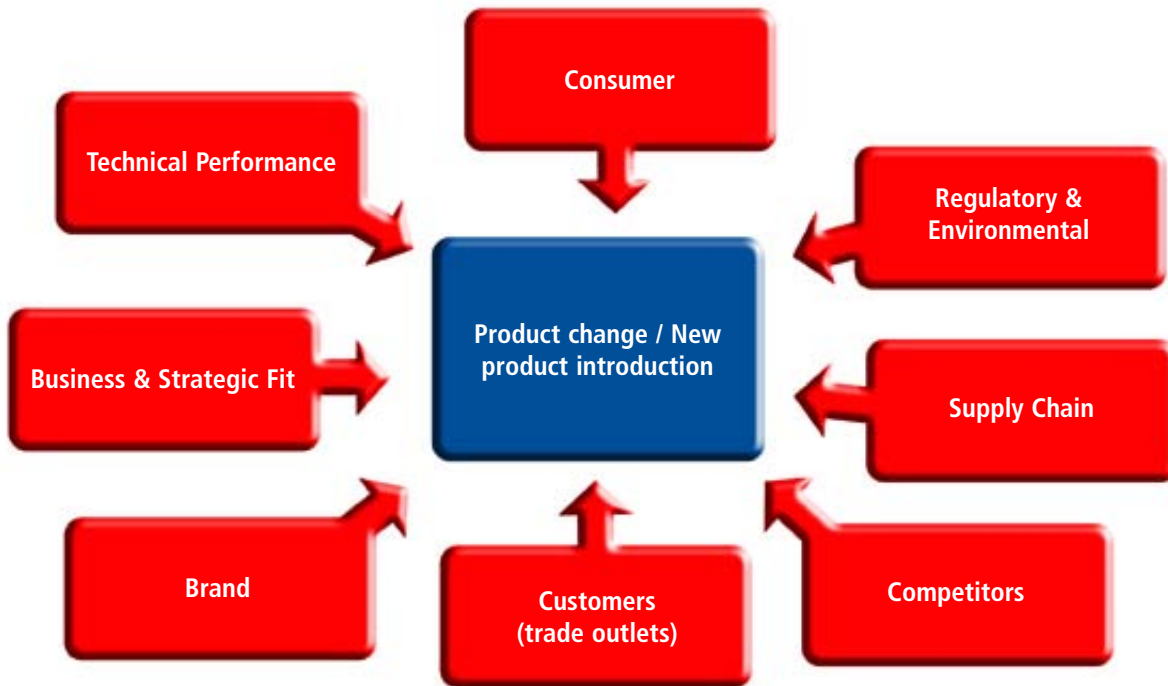 Consumer
Technical Performance
Regulatory &
Environmental
Product change / New
product introduction
Business & Strategic Fit
Supply Chain
Brand
Customers
(trade outlets)
Competitors